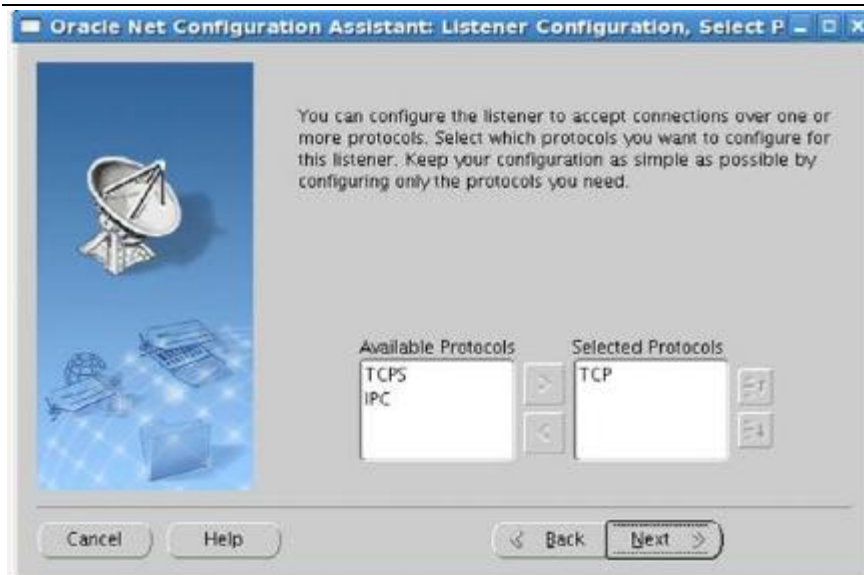 Oracle Net Configuration Assistant: Listener Configuration, Select P
You can configure the listener to accept connections over one or
more protocols. Select which protocols you want to configure for
this listener. Keep your configuration as simple as possible by
configuring only the protocols you need.
Available Protocols
Selected Protocols
TCPS
IPC
TCP
Cancel
Help
Back
Next